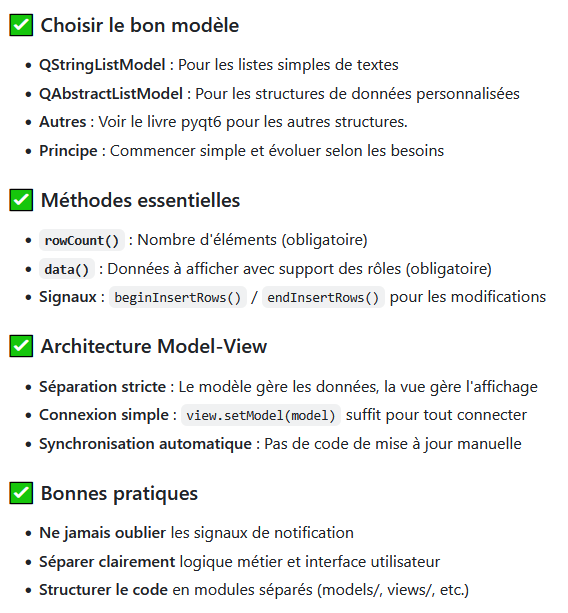 ✅ Choisir le bon modèle
• QStringListModel : Pour les listes simples de textes
• QAbstractListModel : Pour les structures de données personnalisées
• Autres : Voir le livre pyqt6 pour les autres structures.
• Principe : Commencer simple et évoluer selon les besoins
✅ Méthodes essentielles
• rowCount() : Nombre d'éléments (obligatoire)
• data() : Données à afficher avec support des rôles (obligatoire)
• Signaux : beginInsertRows() / endInsertRows() pour les modifications
✅ Architecture Model-View
• Séparation stricte : Le modèle gère les données, la vue gère l'affichage
• Connexion simple : view.setModel(model) suffit pour tout connecter
• Synchronisation automatique : Pas de code de mise à jour manuelle
✅ Bonnes pratiques
• Ne jamais oublier les signaux de notification
• Séparer clairement logique métier et interface utilisateur
• Structurer le code en modules séparés (models/, views/, etc.)